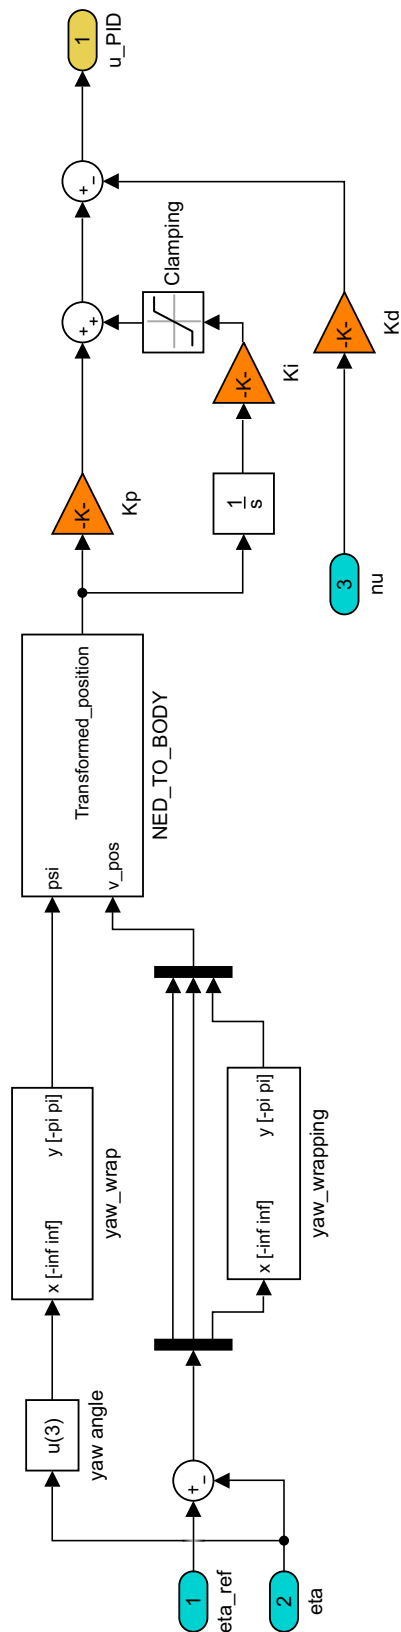 u(3)
yaw angle
x [-inf inf]
y [-pi pi]
yaw_wrap
1
eta_ref
2
eta
+
−
x [-inf inf]
y [-pi pi]
yaw_wrapping
psi
v_pos
Transformed_position
NED_TO_BODY
-K-
Kp
1
s
-K-
Ki
Clamping
+
+
3
nu
-K-
Kd
+
−
1
u_PID